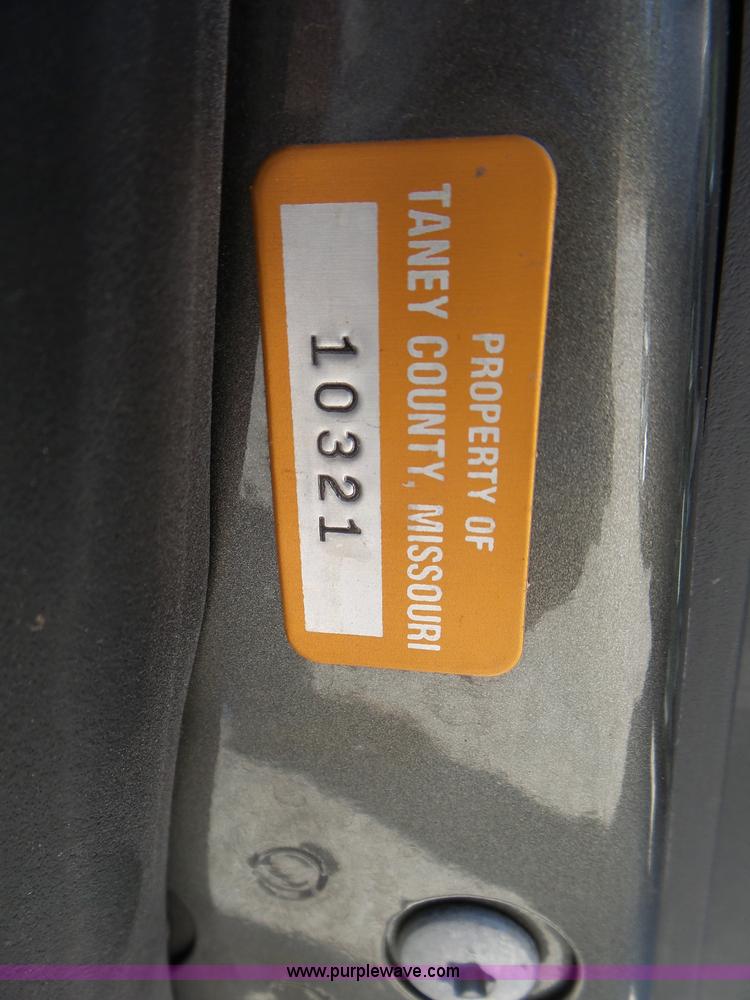 PROPERTY OF
TANEY COUNTY, MISSOURI
10321
www.purplewave.com